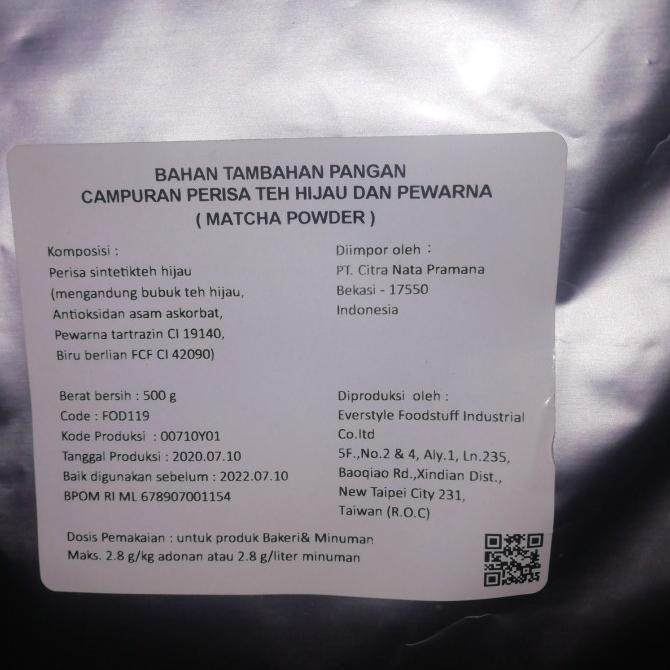 BAHAN TAMBAHAN PANGAN
CAMPURAN PERISA TEH HIJAU DAN PEWARNA
( MATCHA POWDER )
Komposisi :
Perisa sintetikteh hijau
(mengandung bubuk teh hijau,
Antioksidan asam askorbat,
Pewarna tartrazin CI 19140,
Biru berlian FCF CI 42090)
Diimpor oleh :
PT. Citra Nata Pramana
Bekasi - 17550
Indonesia
Berat bersih : 500 g
Code : FOD119
Kode Produksi : 00710Y01
Tanggal Produksi : 2020.07.10
Baik digunakan sebelum : 2022.07.10
BPOM RI ML 678907001154
Diproduksi oleh :
Everstyle Foodstuff Industrial
Co.ltd
5F.,No.2 & 4, Aly.1, Ln.235,
Baoqiao Rd.,Xindian Dist.,
New Taipei City 231,
Taiwan (R.O.C)
Dosis Pemakaian : untuk produk Bakeri& Minuman
Maks. 2.8 g/kg adonan atau 2.8 g/liter minuman